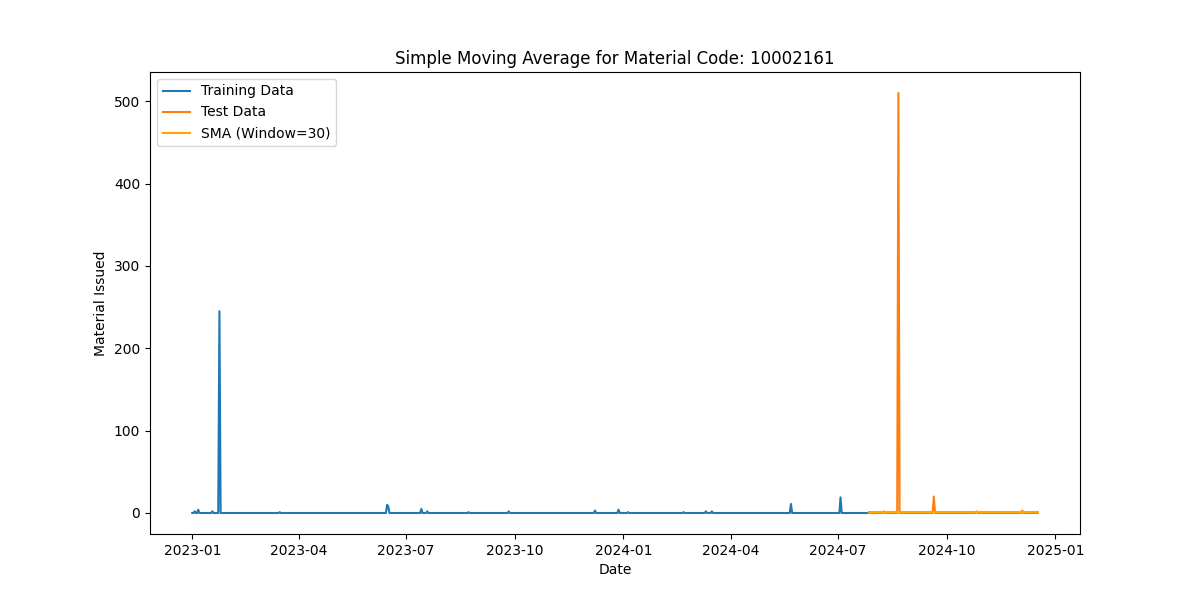 Simple Moving Average for Material Code: 10002161
Training Data
Test Data
SMA (Window=30)
Material Issued
500
400
300
200
100
0
2023-01 2023-04 2023-07 2023-10 2024-01 2024-04 2024-07 2024-10 2025-01
Date